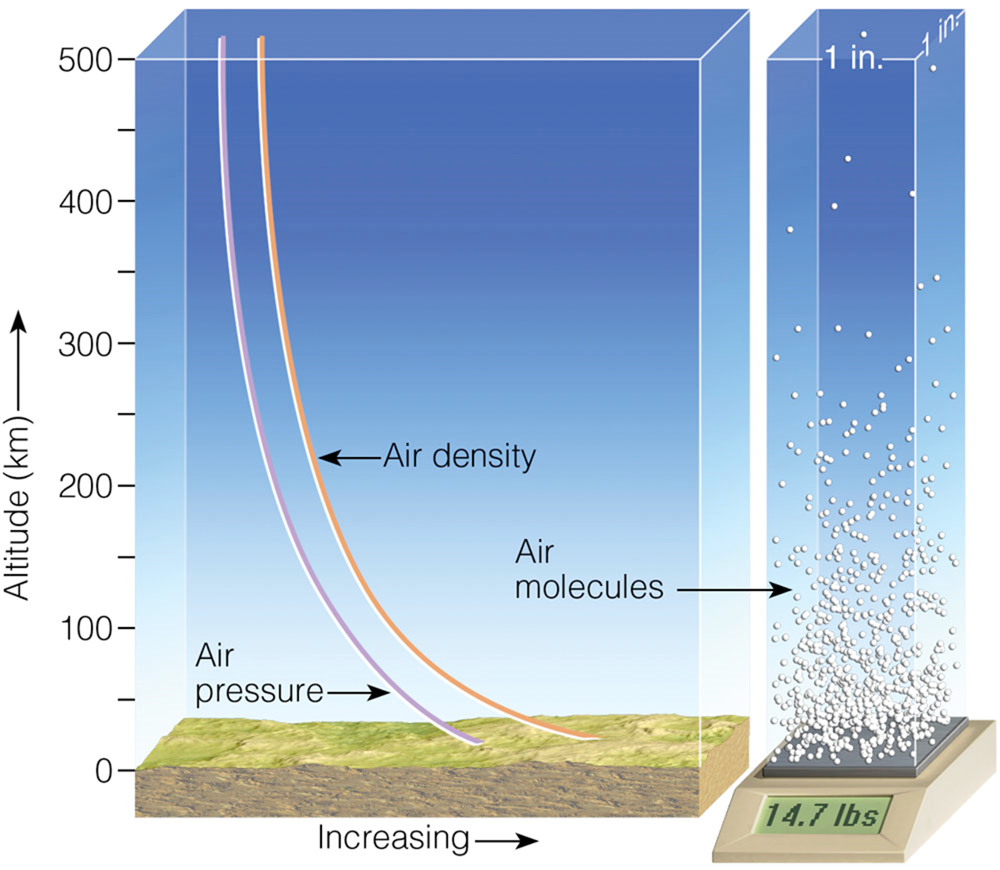 1 in.
1 in.
500
400
300
200
100
0
Altitude (km)
Air density
Air
molecules
Air
pressure
Increasing
14.7 lbs